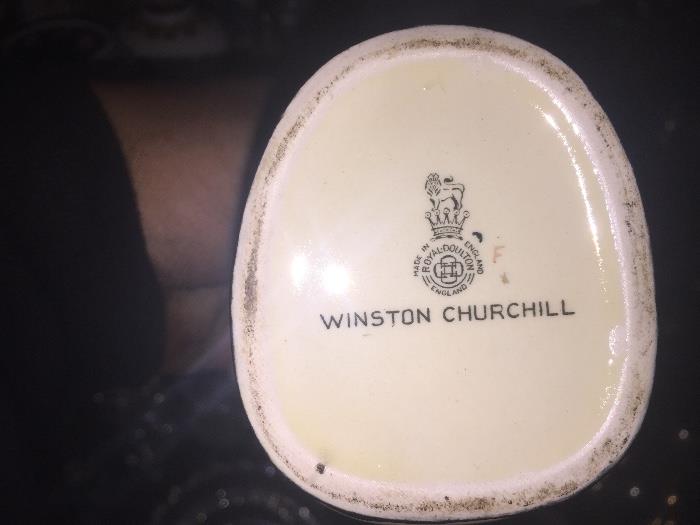 MADE IN ENGLAND
ROYAL-DOULTON
ENGLAND
F
WINSTON CHURCHILL